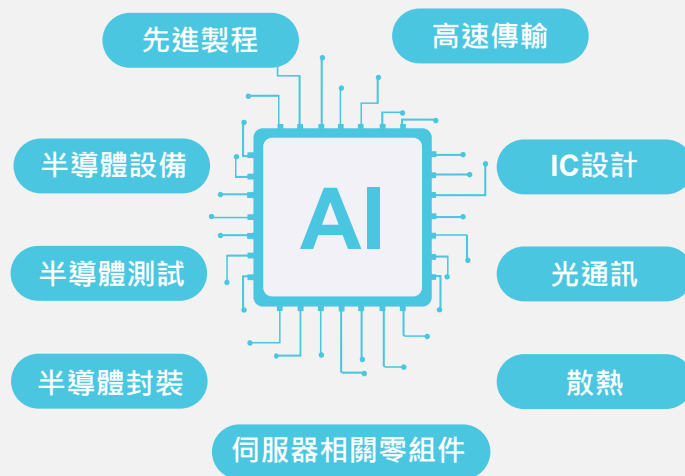 先進製程
高速傳輸
半導體設備
IC設計
AI
半導體測試
光通訊
半導體封裝
散熱
伺服器相關零組件